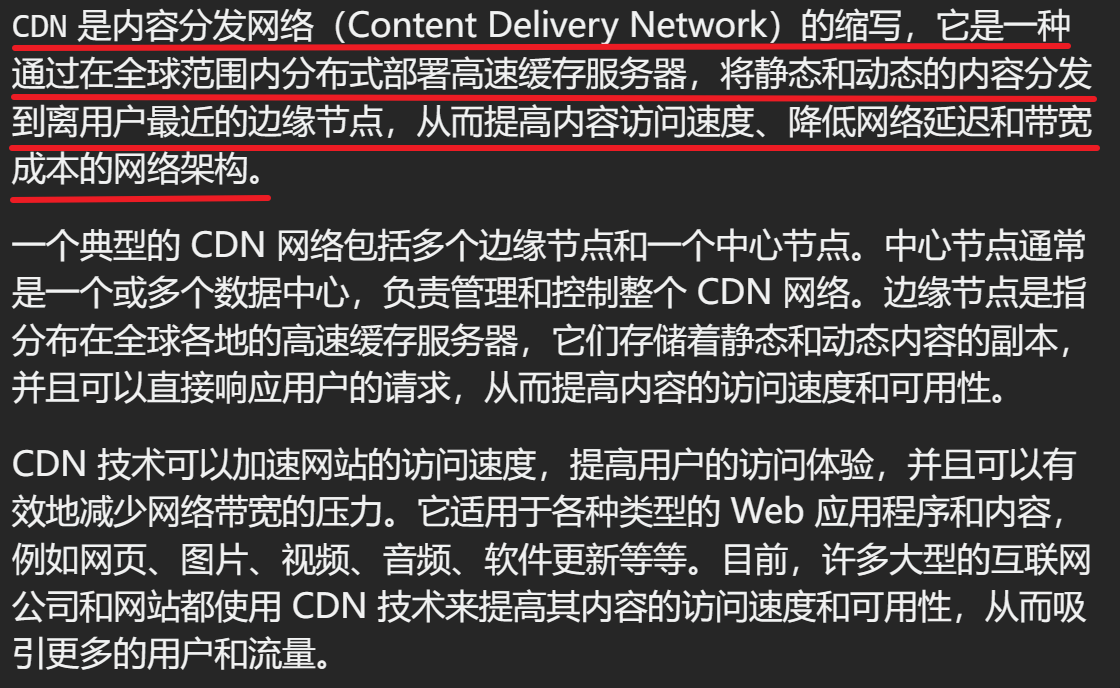 CDN 是内容分发网络（Content Delivery Network）的缩写，它是一种
通过在全球范围内分布式部署高速缓存服务器，将静态和动态的内容分发
到离用户最近的边缘节点，从而提高内容访问速度、降低网络延迟和带宽
成本的网络架构。
一个典型的 CDN 网络包括多个边缘节点和一个中心节点。中心节点通常
是一个或多个数据中心，负责管理和控制整个 CDN 网络。边缘节点是指
分布在全球各地的高速缓存服务器，它们存储着静态和动态内容的副本，
并且可以直接响应用户的请求，从而提高内容的访问速度和可用性。
CDN 技术可以加速网站的访问速度，提高用户的访问体验，并且可以有
效地减少网络带宽的压力。它适用于各种类型的 Web 应用程序和内容，
例如网页、图片、视频、音频、软件更新等等。目前，许多大型的互联网
公司和网站都使用 CDN 技术来提高其内容的访问速度和可用性，从而吸
引更多的用户和流量。